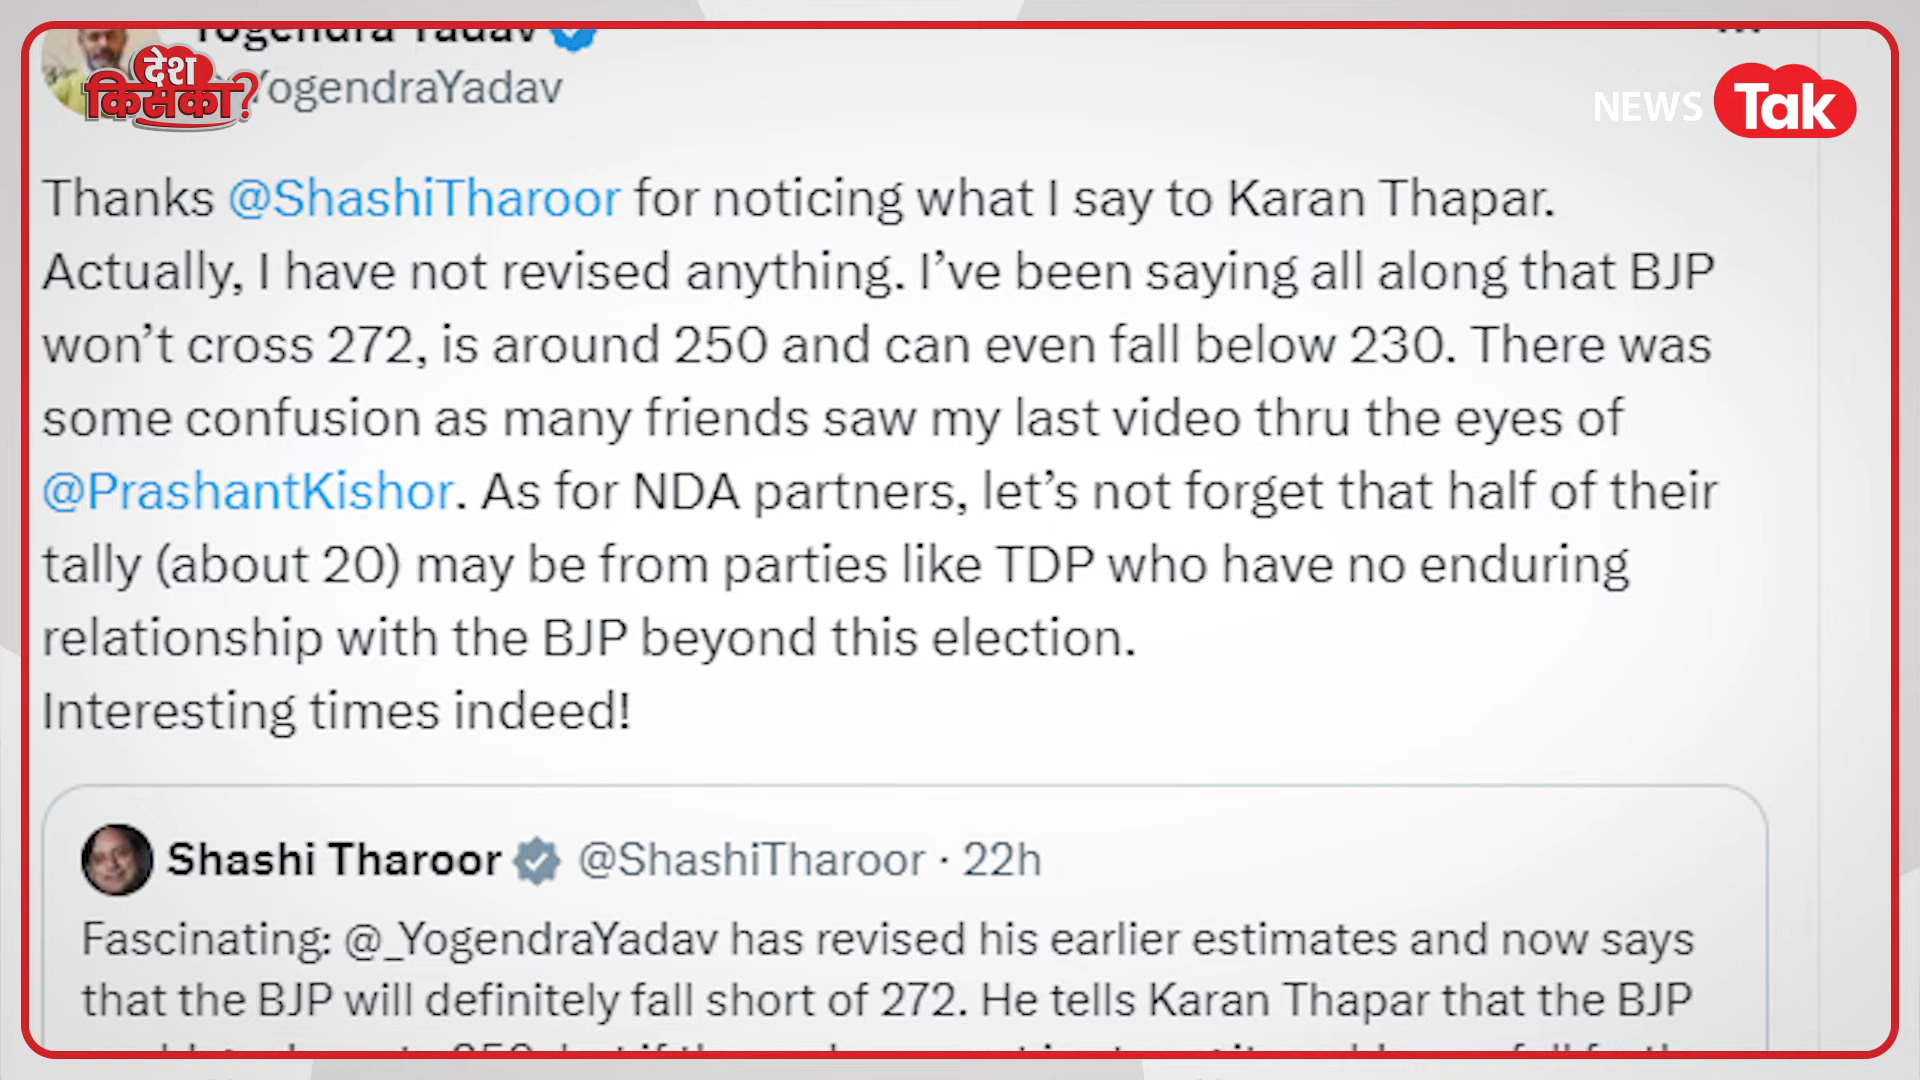 Yogendra Yadav
देश
किसका?
YogendraYadav
NEWS Tak
Thanks @ShashiTharoor for noticing what I say to Karan Thapar.
Actually, I have not revised anything. I’ve been saying all along that BJP
won’t cross 272, is around 250 and can even fall below 230. There was
some confusion as many friends saw my last video thru the eyes of
@PrashantKishor. As for NDA partners, let’s not forget that half of their
tally (about 20) may be from parties like TDP who have no enduring
relationship with the BJP beyond this election.
Interesting times indeed!
Shashi Tharoor @ShashiTharoor · 22h
Fascinating: @_YogendraYadav has revised his earlier estimates and now says
that the BJP will definitely fall short of 272. He tells Karan Thapar that the BJP